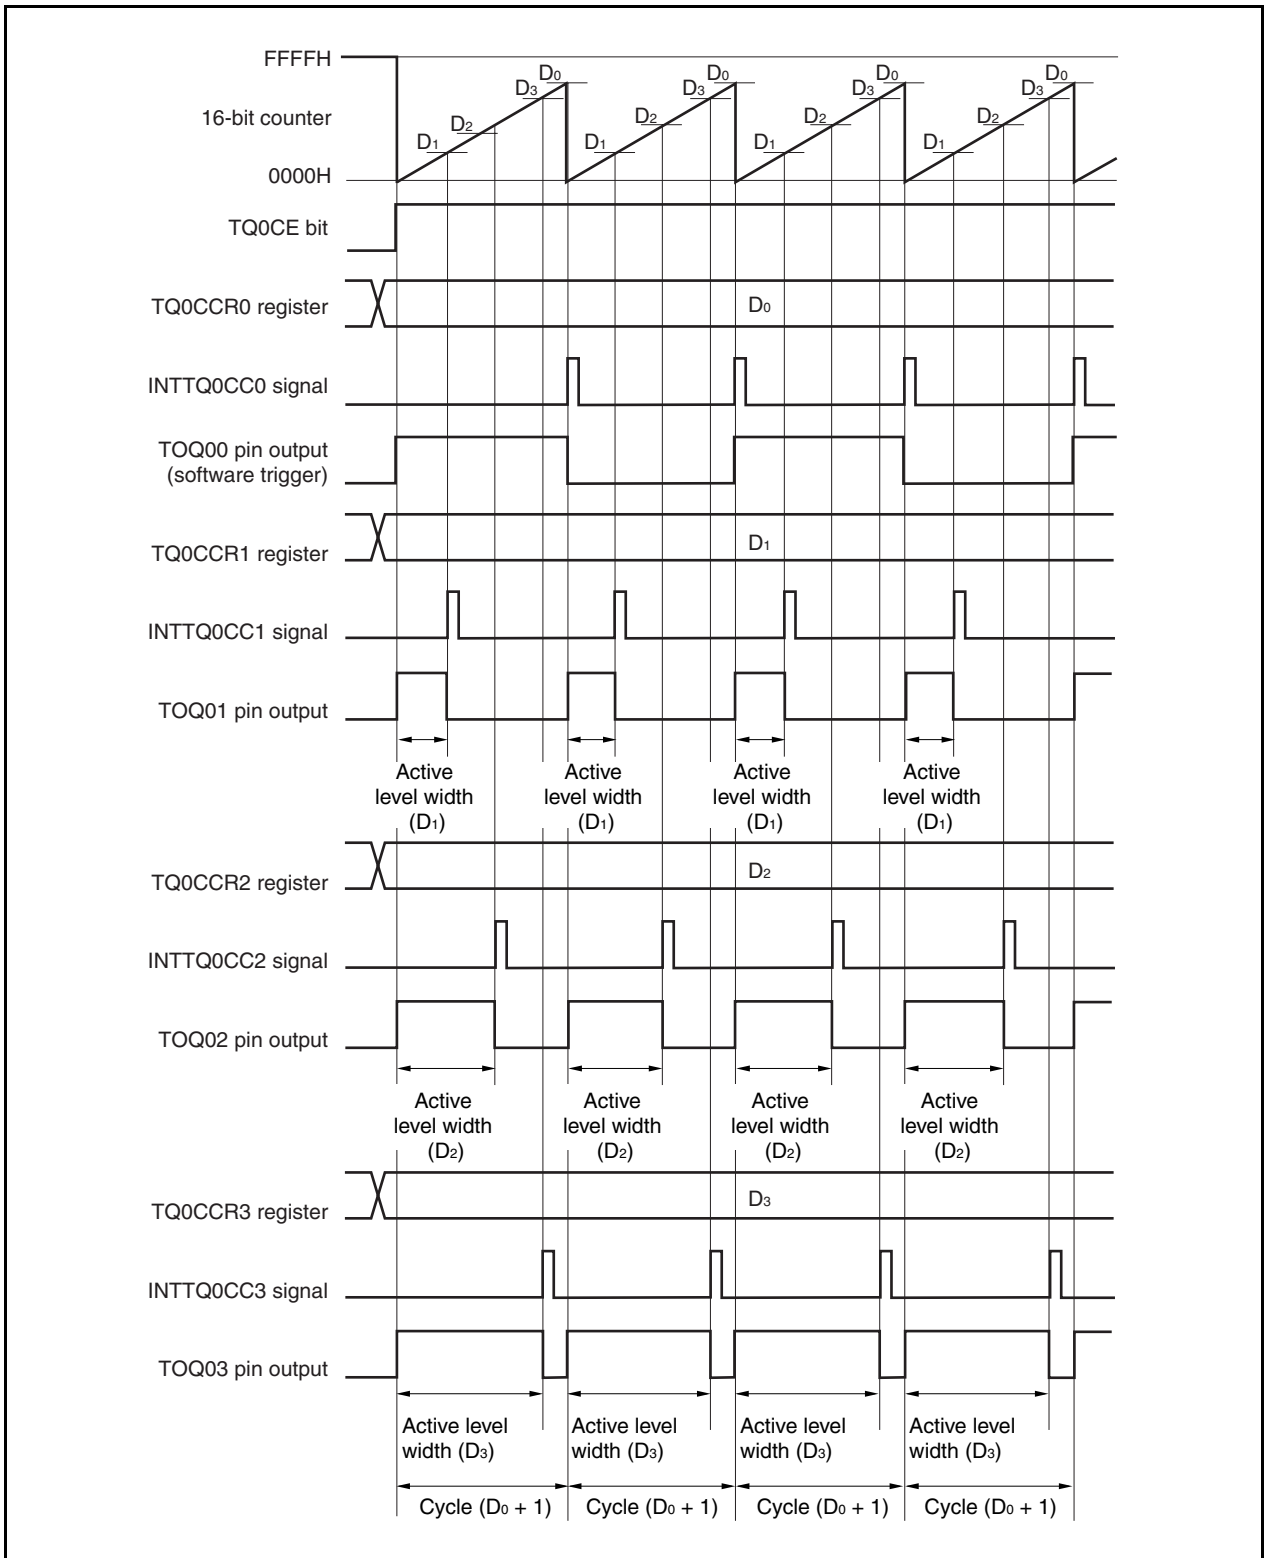 FFFFH
D0 D0 D0 D0
D3 D3 D3 D3
16-bit counter
D2 D2 D2 D2
D1 D1 D1 D1
0000H
TQ0CE bit
TQ0CCR0 register
D0
INTTQ0CC0 signal
TOQ00 pin output
(software trigger)
TQ0CCR1 register
D1
INTTQ0CC1 signal
TOQ01 pin output
Active
level width
(D1)
Active
level width
(D1)
Active
level width
(D1)
Active
level width
(D1)
TQ0CCR2 register
D2
INTTQ0CC2 signal
TOQ02 pin output
Active
level width
(D2)
Active
level width
(D2)
Active
level width
(D2)
Active
level width
(D2)
TQ0CCR3 register
D3
INTTQ0CC3 signal
TOQ03 pin output
Active level
width (D3)
Active level
width (D3)
Active level
width (D3)
Active level
width (D3)
Cycle (D0 + 1)
Cycle (D0 + 1)
Cycle (D0 + 1)
Cycle (D0 + 1)